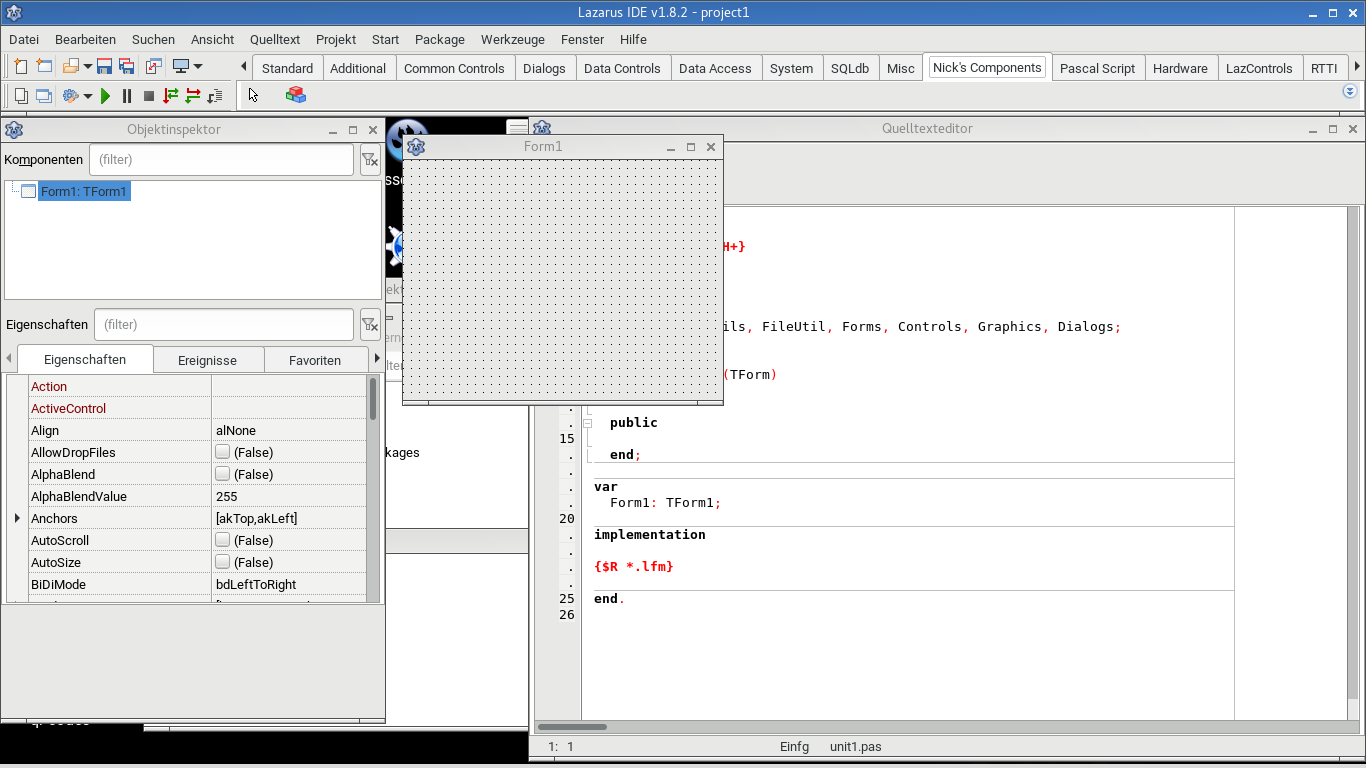 Lazarus IDE v1.8.2 - project1
Datei Bearbeiten Suchen Ansicht Quelltext Projekt Start Package Werkzeuge Fenster Hilfe
Standard Additional Common Controls Dialogs Data Controls Data Access System SQLdb Misc Nick's Components Pascal Script Hardware LazControls RTTI
Objektinspektor
Komponenten (filter)
Form1: TForm1
Eigenschaften (filter)
Eigenschaften Ereignisse Favoriten
Action
ActiveControl
Align alNone
AllowDropFiles (False)
AlphaBlend (False)
AlphaBlendValue 255
Anchors [akTop,akLeft]
AutoScroll (False)
AutoSize (False)
BiDiMode bdLeftToRight
kages
Form1
Quelltexteditor
H+}
ils, FileUtil, Forms, Controls, Graphics, Dialogs;
(TForm)
. public
15
. end;
.
. var
. Form1: TForm1;
20
. implementation
.
. {$R *.lfm}
.
25 end.
26
1: 1 Einfg unit1.pas